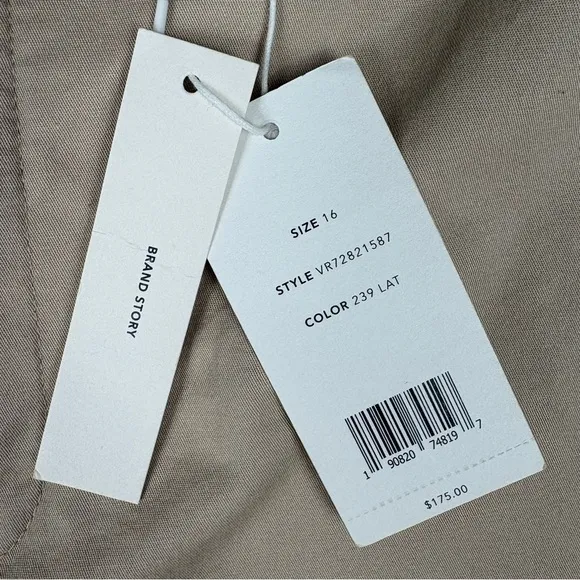 BRAND STORY
SIZE 16
STYLE VR72821587
COLOR 239 LAT
1 90820 74819 7
$175.00